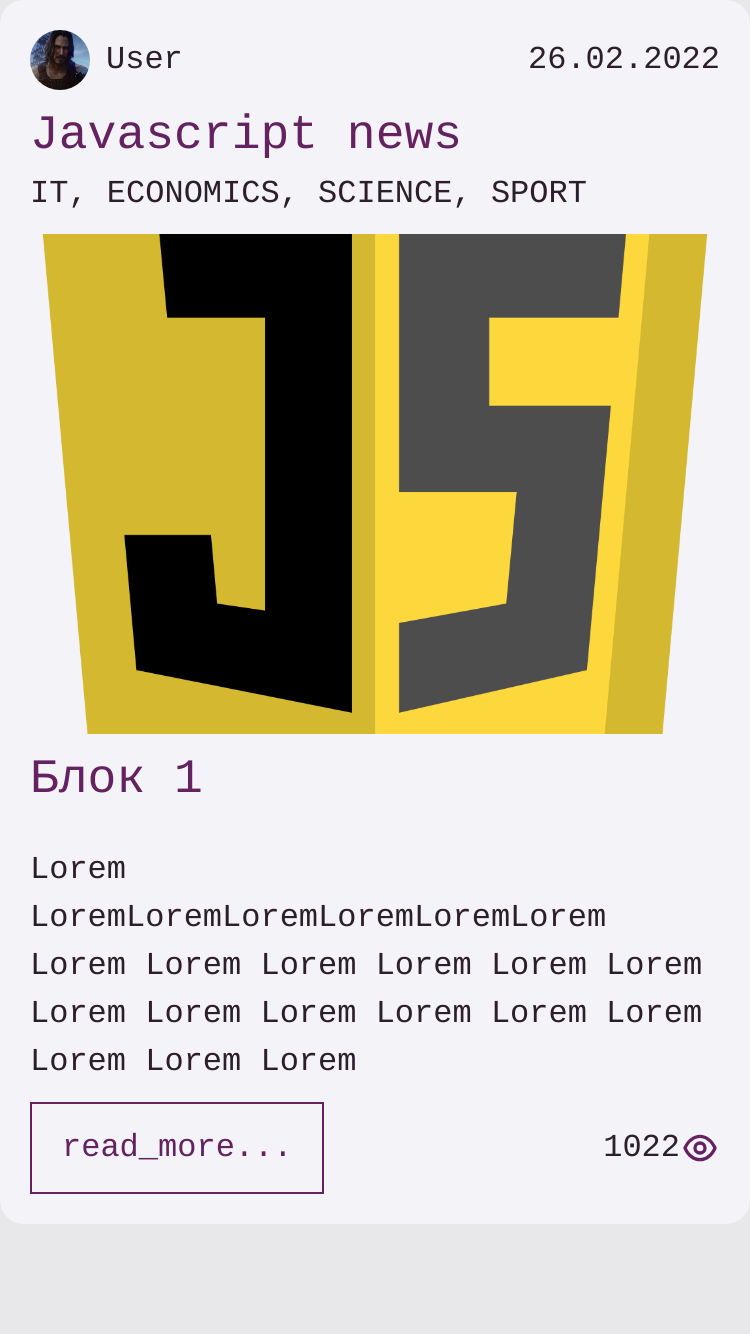 User 26.02.2022
Javascript news
IT, ECONOMICS, SCIENCE, SPORT
JS
Блок 1
Lorem
LoremLoremLoremLoremLoremLorem
Lorem Lorem Lorem Lorem Lorem Lorem
Lorem Lorem Lorem Lorem Lorem Lorem
Lorem Lorem Lorem
read_more... 1022